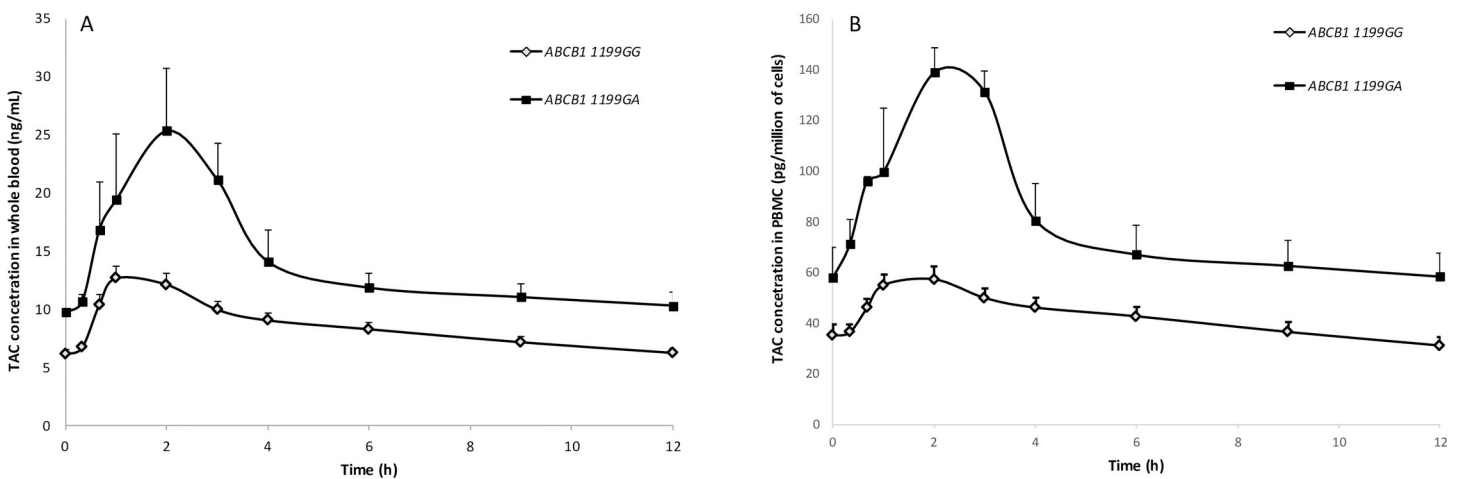 A
TAC concetration in whole blood (ng/mL)
35
30
25
20
15
10
5
0
0 2 4 6 8 10 12
Time (h)
ABCB1 1199GG
ABCB1 1199GA
B
TAC concetration in PBMC (pg/million of cells)
160
140
120
100
80
60
40
20
0
0 2 4 6 8 10 12
Time (h)
ABCB1 1199GG
ABCB1 1199GA